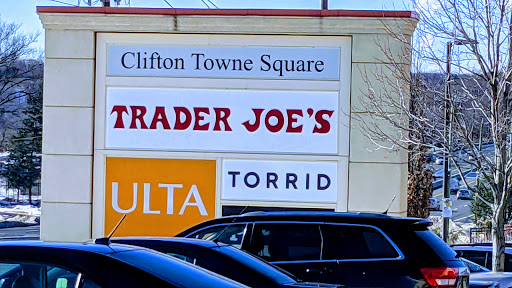 Clifton Towne Square
TRADER JOE'S
ULTA
TORRID